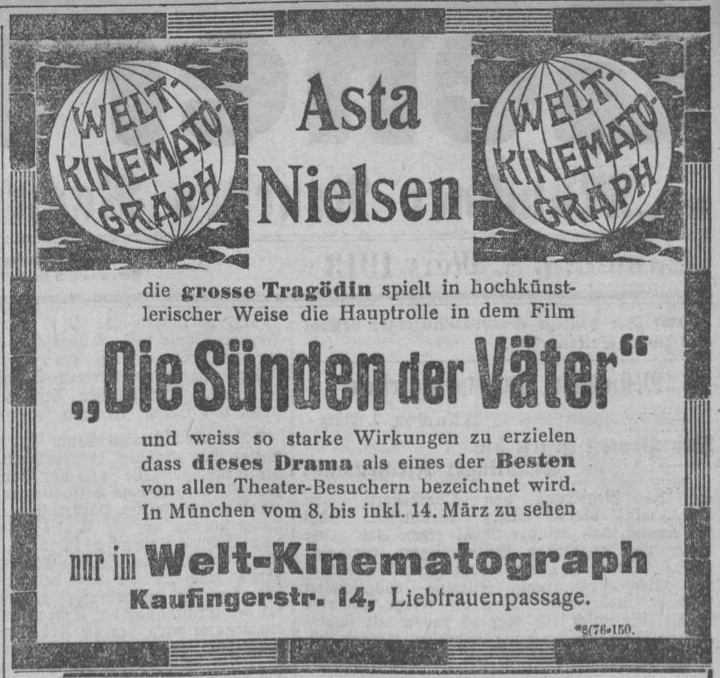 WELT-
KINEMATO-
GRAPH
Asta
Nielsen
WELT-
KINEMATO-
GRAPH
die grosse Tragödin spielt in hochkünst-
lerischer Weise die Hauptrolle in dem Film
„Die Sünden der Väter“
und weiss so starke Wirkungen zu erzielen
dass dieses Drama als eines der Besten
von allen Theater-Besuchern bezeichnet wird.
In München vom 8. bis inkl. 14. März zu sehen
nur im Welt-Kinematograph
Kaufingerstr. 14, Liebfrauenpassage.
*8(76*150.